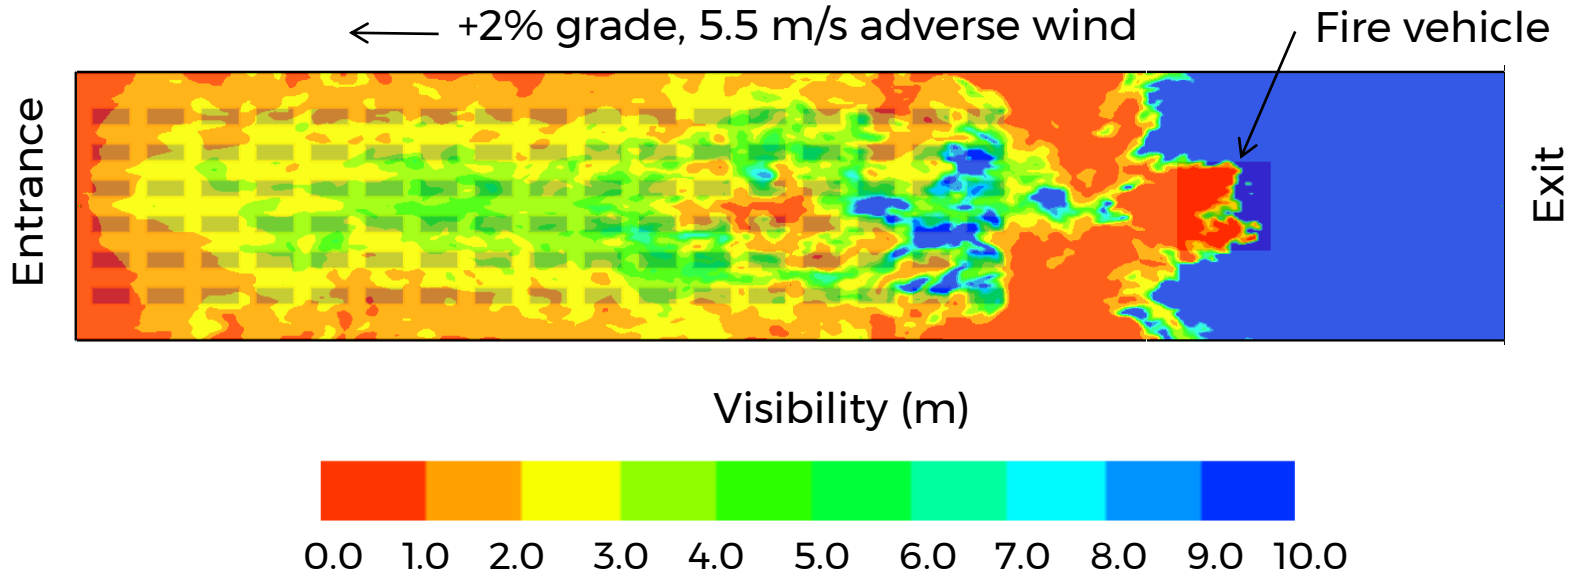 +2% grade, 5.5 m/s adverse wind
Fire vehicle
Entrance
Exit
Visibility (m)
0.0 1.0 2.0 3.0 4.0 5.0 6.0 7.0 8.0 9.0 10.0